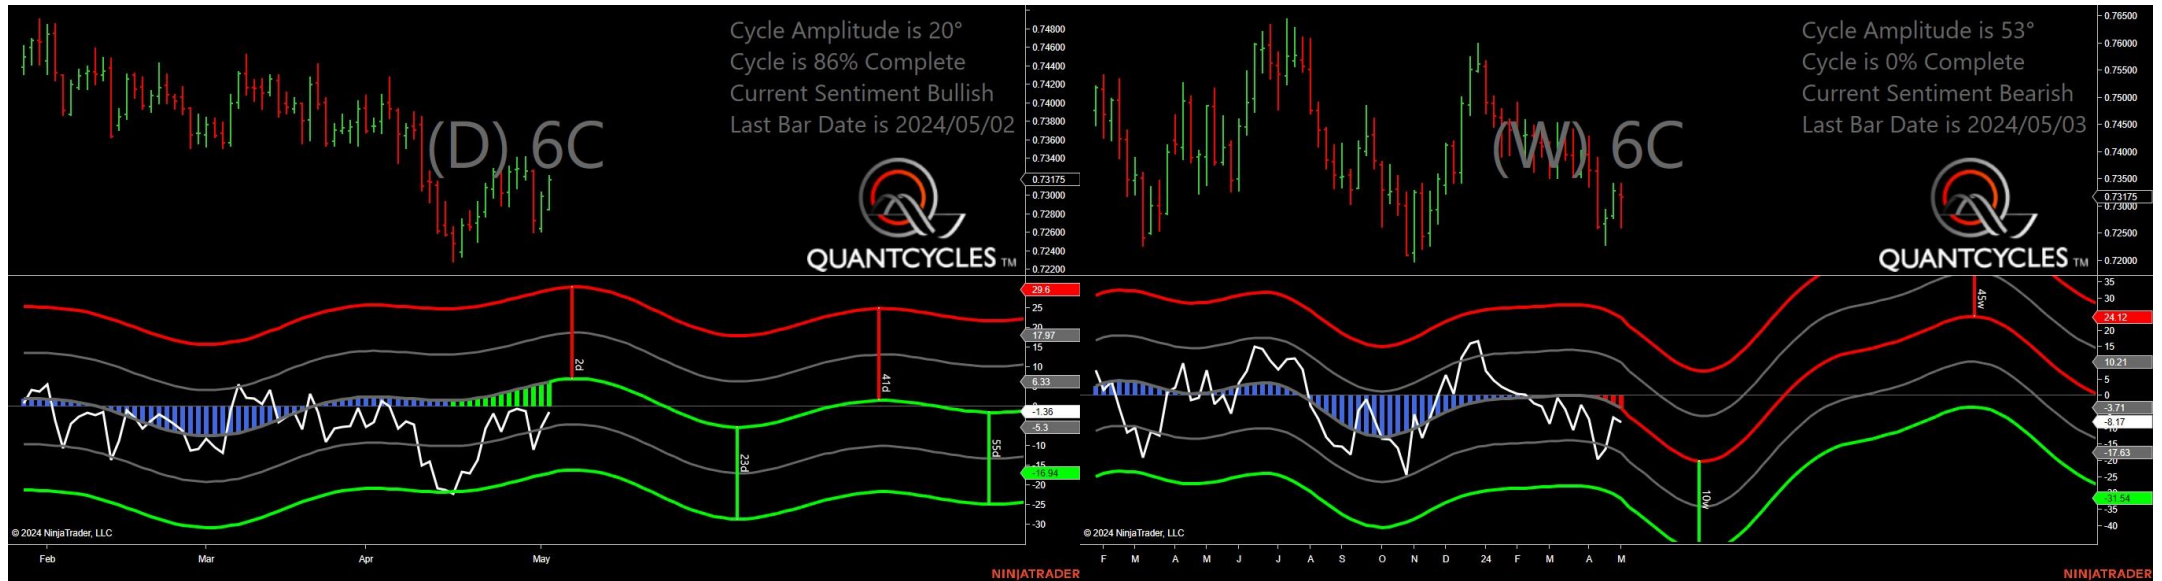 Cycle Amplitude is 20°
Cycle is 86% Complete
Current Sentiment Bullish
Last Bar Date is 2024/05/02
(D) 6C
QUANTCYCLES TM
0.74800
0.74600
0.74400
0.74200
0.74000
0.73800
0.73600
0.73400
0.73175
0.73000
0.72800
0.72600
0.72400
0.72200
29.6
25
20
17.97
15
10
6.33
-1.36
-5.3
-10
-15
-16.94
-20
-25
-30
2d
23d
41d
55d
© 2024 NinjaTrader, LLC
Feb
Mar
Apr
May
NINJATRADER
Cycle Amplitude is 53°
Cycle is 0% Complete
Current Sentiment Bearish
Last Bar Date is 2024/05/03
(W) 6C
QUANTCYCLES TM
0.76500
0.76000
0.75500
0.75000
0.74500
0.74000
0.73500
0.73175
0.73000
0.72500
0.72000
35
30
24.12
20
15
10.21
5
0
-3.71
-8.17
-15
-17.63
-20
-25
-31.54
-35
-40
10w
45w
© 2024 NinjaTrader, LLC
F
M
A
M
J
J
A
S
O
N
D
24
F
M
A
M
NINJATRADER